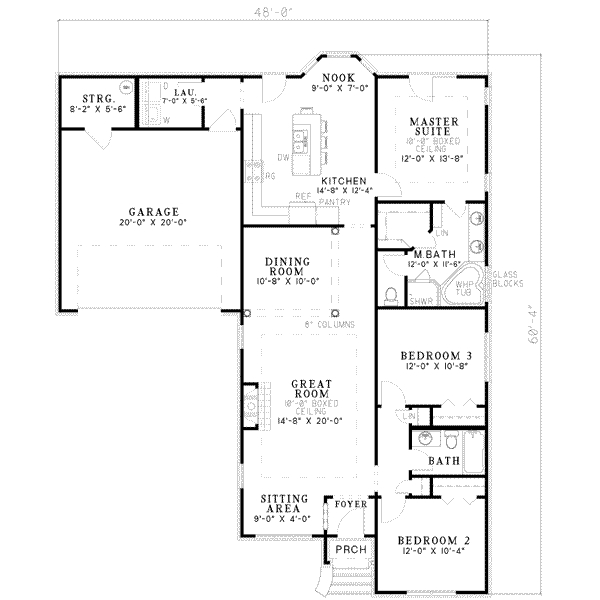 48'-0"
NOOK
9'-0" X 7'-0"
D
LAU.
7'-0" X 5'-6"
W
STRG.
8'-2" X 5'-6"
MASTER
SUITE
10'-0" BOXED
CEILING
12'-0" X 13'-8"
DW
RG
KITCHEN
14'-8" X 12'-4"
REF
PANTRY
GARAGE
20'-0" X 20'-0"
LIN
M.BATH
12'-0" X 11'-6"
WHP
TUB
SHWR
GLASS
BLOCKS
DINING
ROOM
10'-8" X 10'-0"
8" COLUMNS
60'-4"
BEDROOM 3
12'-0" X 10'-8"
GREAT
ROOM
10'-0" BOXED
CEILING
14'-8" X 20'-0"
LIN
BATH
SITTING
AREA
9'-0" X 4'-0"
FOYER
PRCH
BEDROOM 2
12'-0" X 10'-4"